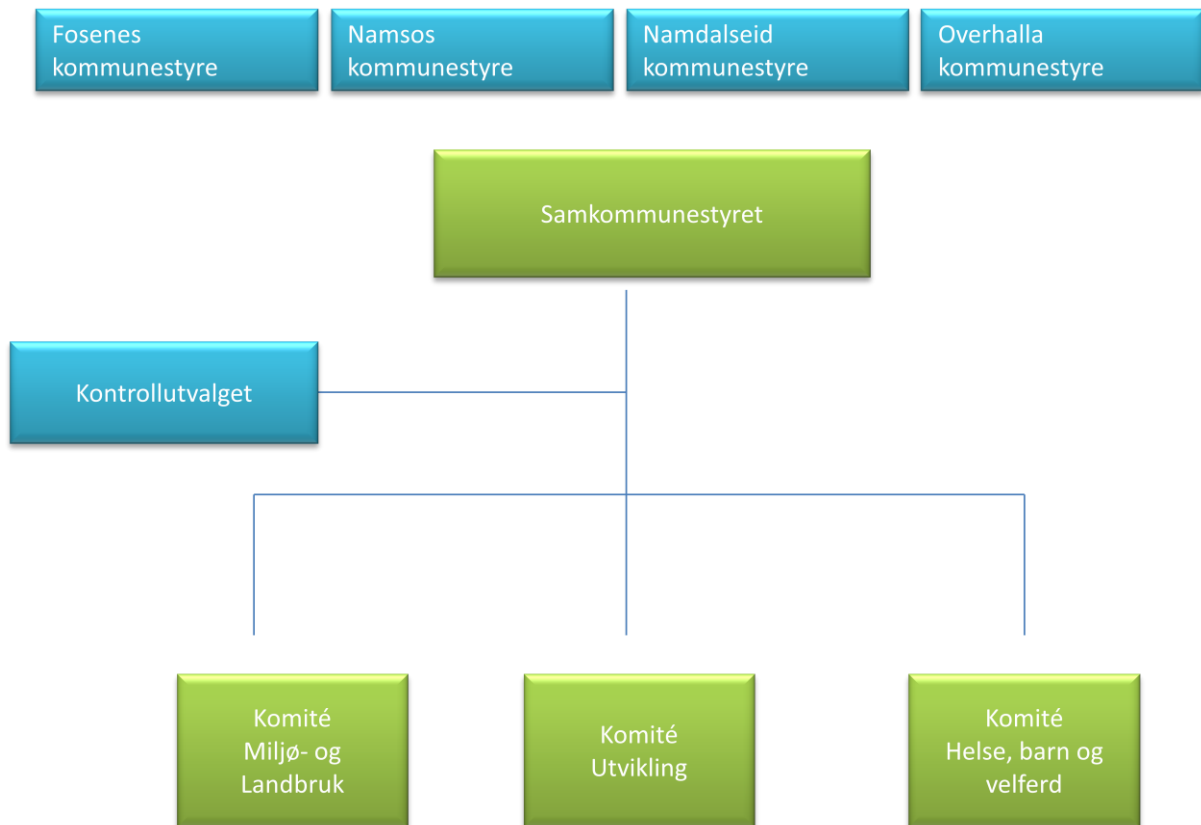 Fosenes
kommunestyre
Namsos
kommunestyre
Namdalseid
kommunestyre
Overhalla
kommunestyre
Samkommunestyret
Kontrollutvalget
Komité
Miljø- og
Landbruk
Komité
Utvikling
Komité
Helse, barn og
velferd